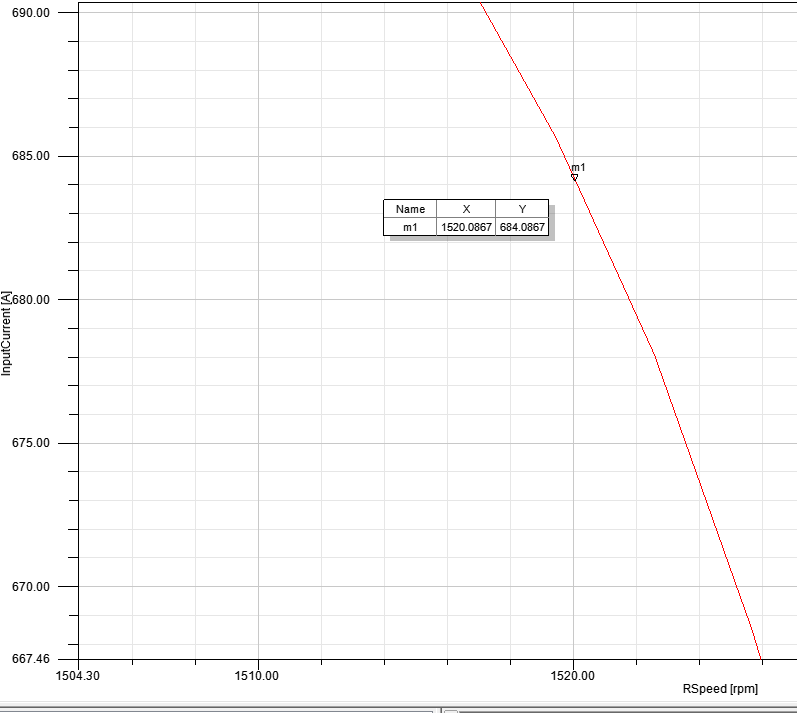 690.00
685.00
m1
Name X Y
m1 1520.0867 684.0867
680.00
InputCurrent [A]
675.00
670.00
667.46
1504.30 1510.00 1520.00
RSpeed [rpm]